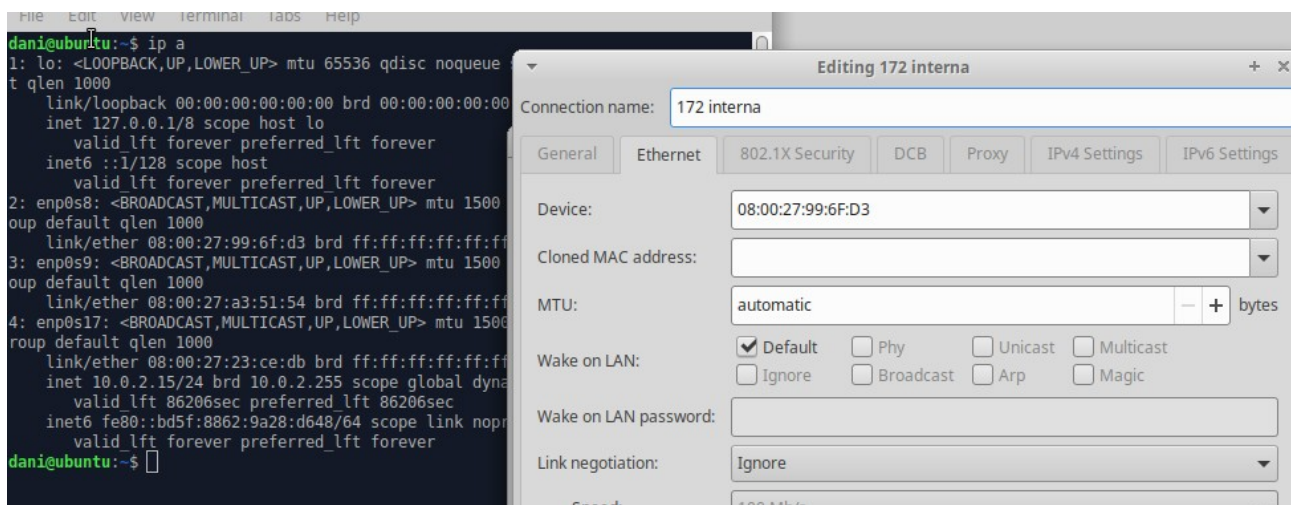 File Edit View Terminal Tabs Help
dani@ubuntu:~$ ip a
1: lo: <LOOPBACK,UP,LOWER_UP> mtu 65536 qdisc noqueue
t qlen 1000
link/loopback 00:00:00:00:00:00 brd 00:00:00:00:00
inet 127.0.0.1/8 scope host lo
valid_lft forever preferred_lft forever
inet6 ::1/128 scope host
valid_lft forever preferred_lft forever
2: enp0s8: <BROADCAST,MULTICAST,UP,LOWER_UP> mtu 1500
oup default qlen 1000
link/ether 08:00:27:99:6f:d3 brd ff:ff:ff:ff:ff:ff
3: enp0s9: <BROADCAST,MULTICAST,UP,LOWER_UP> mtu 1500
oup default qlen 1000
link/ether 08:00:27:a3:51:54 brd ff:ff:ff:ff:ff:ff
4: enp0s17: <BROADCAST,MULTICAST,UP,LOWER_UP> mtu 1500
roup default qlen 1000
link/ether 08:00:27:23:ce:db brd ff:ff:ff:ff:ff:ff
inet 10.0.2.15/24 brd 10.0.2.255 scope global dyna
valid_lft 86206sec preferred_lft 86206sec
inet6 fe80::bd5f:8862:9a28:d648/64 scope link nopr
valid_lft forever preferred_lft forever
dani@ubuntu:~$
Editing 172 interna
Connection name: 172 interna
General Ethernet 802.1X Security DCB Proxy IPv4 Settings IPv6 Settings
Device: 08:00:27:99:6F:D3
Cloned MAC address:
MTU: automatic bytes
Wake on LAN: Default Phy Unicast Multicast
Ignore Broadcast Arp Magic
Wake on LAN password:
Link negotiation: Ignore